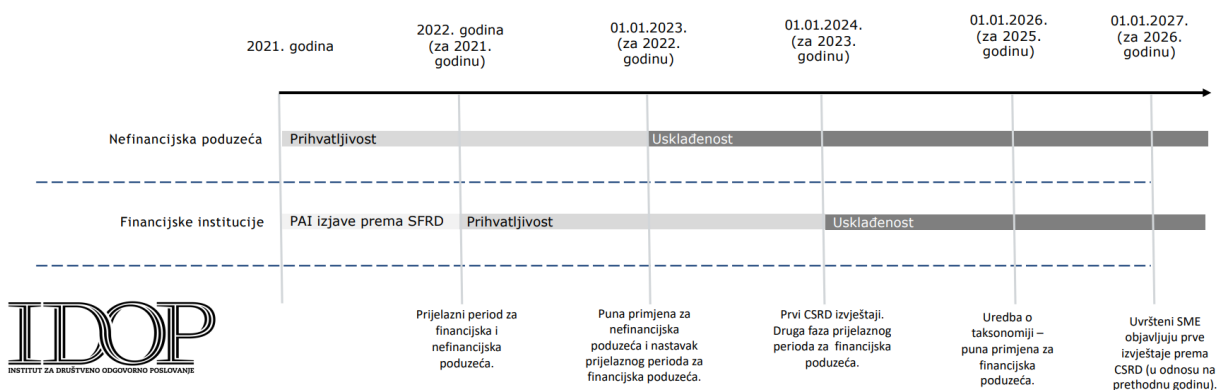 2021. godina
2022. godina
(za 2021.
godinu)
01.01.2023.
(za 2022.
godinu)
01.01.2024.
(za 2023.
godinu)
01.01.2026.
(za 2025.
godinu)
01.01.2027.
(za 2026.
godinu)
Nefinancijska poduzeća
Prihvatljivost
Usklađenost
Financijske institucije
PAI izjave prema SFRD
Prihvatljivost
Usklađenost
IDOP
INSTITUT ZA DRUŠTVENO ODGOVORNO POSLOVANJE
Prijelazni period za
financijska i
nefinancijska
poduzeća.
Puna primjena za
nefinancijska
poduzeća i nastavak
prijelaznog perioda za
financijska poduzeća.
Prvi CSRD izvještaji.
Druga faza prijelaznog
perioda za financijska
poduzeća.
Uredba o
taksonomiji –
puna primjena za
financijska
poduzeća.
Uvršteni SME
objavljuju prve
izvještaje prema
CSRD (u odnosu na
prethodnu godinu).